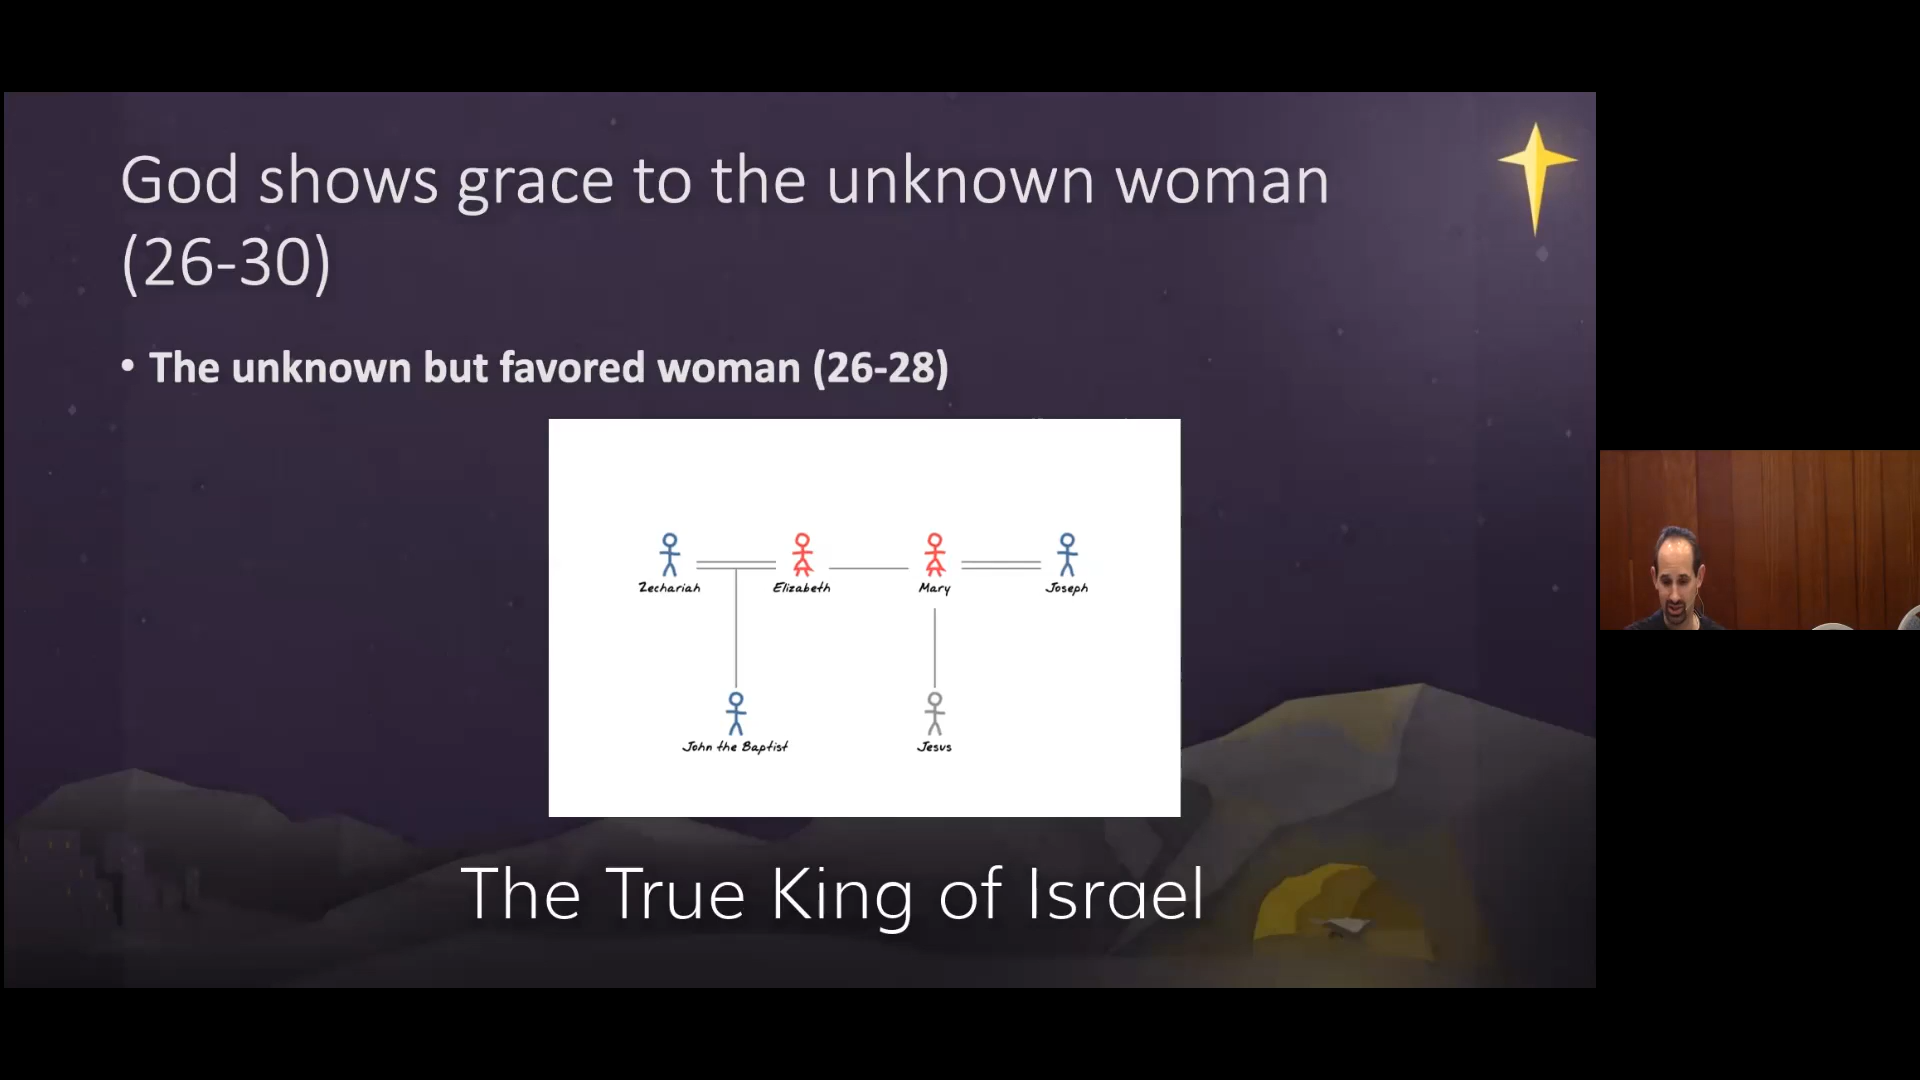 God shows grace to the unknown woman
(26-30)
• The unknown but favored woman (26-28)
Zechariah
Elizabeth
Mary
Joseph
John the Baptist
Jesus
The True King of Israel